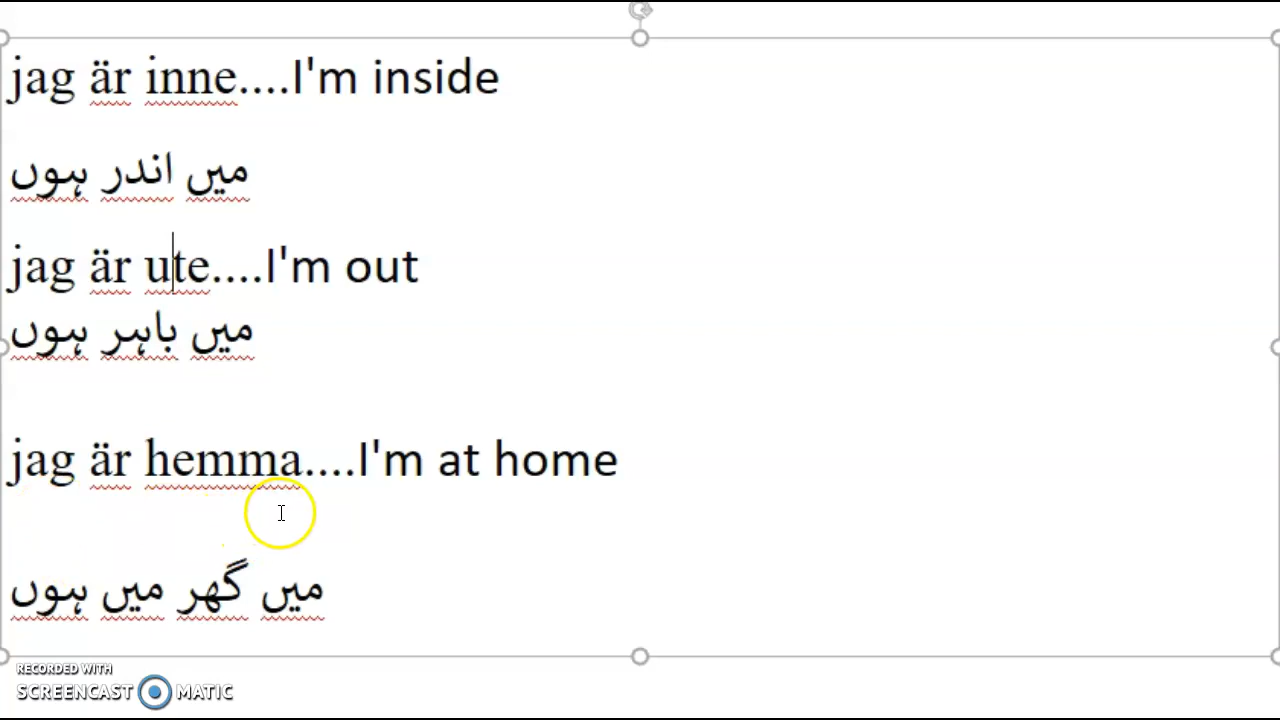 jag är inne....I'm inside
میں اندر ہوں
jag är ute....I'm out
میں باہر ہوں
jag är hemma....I'm at home
میں گھر میں ہوں
RECORDED WITH
SCREENCAST MATIC